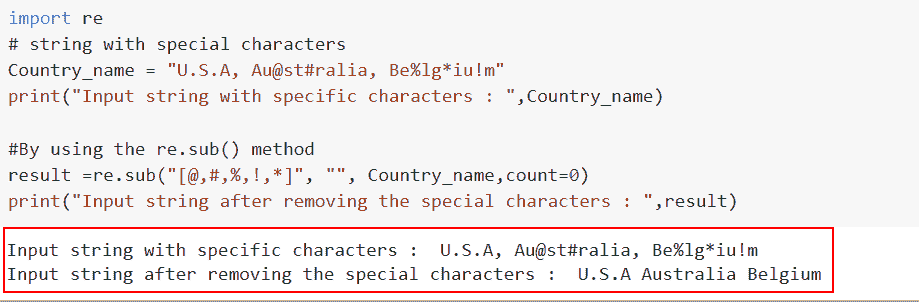 import re
# string with special characters
Country_name = "U.S.A, Au@st#ralia, Be%lg*iu!m"
print("Input string with specific characters : ",Country_name)
#By using the re.sub() method
result =re.sub("[@,#,%,!,*]", "", Country_name,count=0)
print("Input string after removing the special characters : ",result)
Input string with specific characters :  U.S.A, Au@st#ralia, Be%lg*iu!m
Input string after removing the special characters :  U.S.A Australia Belgium